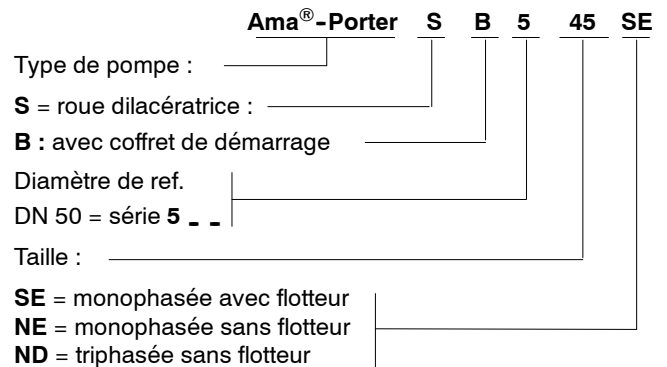 Ama®-Porter S B 5 45 SE
Type de pompe :
S = roue dilacératrice :
B : avec coffret de démarrage
Diamètre de ref.
DN 50 = série 5 _ _
Taille :
SE = monophasée avec flotteur
NE = monophasée sans flotteur
ND = triphasée sans flotteur